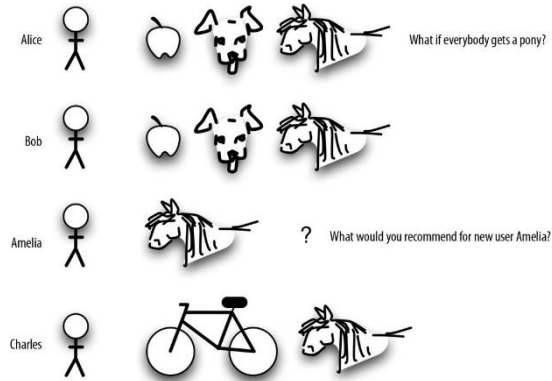 Alice
What if everybody gets a pony?
Bob
Amelia
? What would you recommend for new user Amelia?
Charles